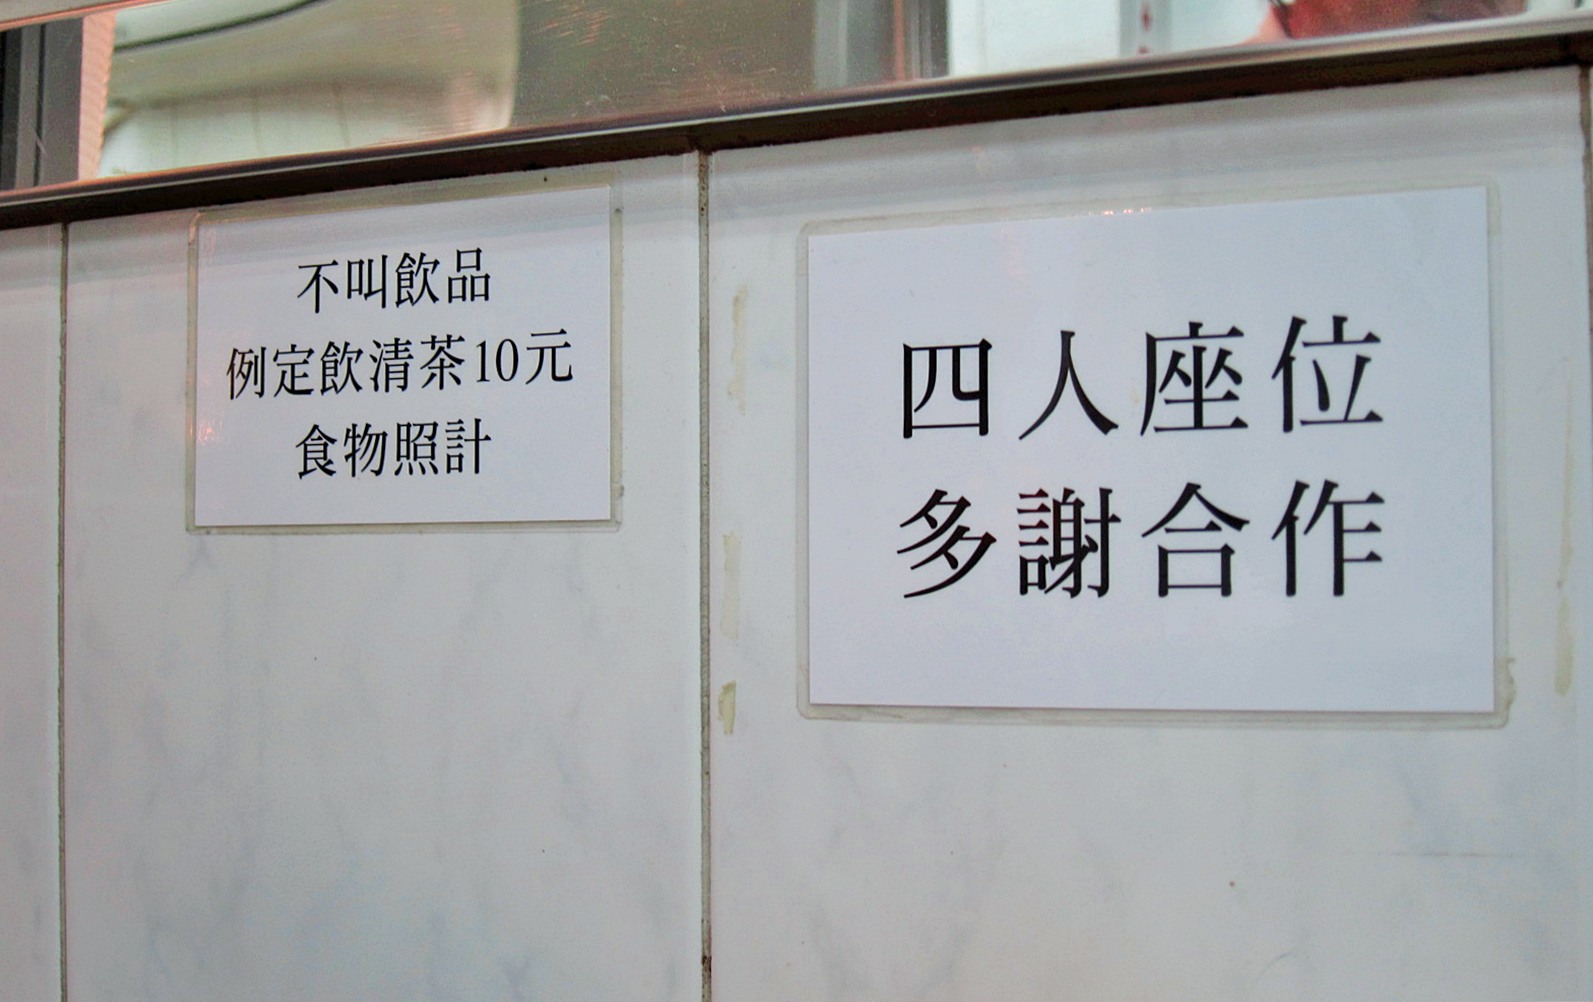 不叫飲品
例定飲清茶10元
食物照計
四人座位
多謝合作